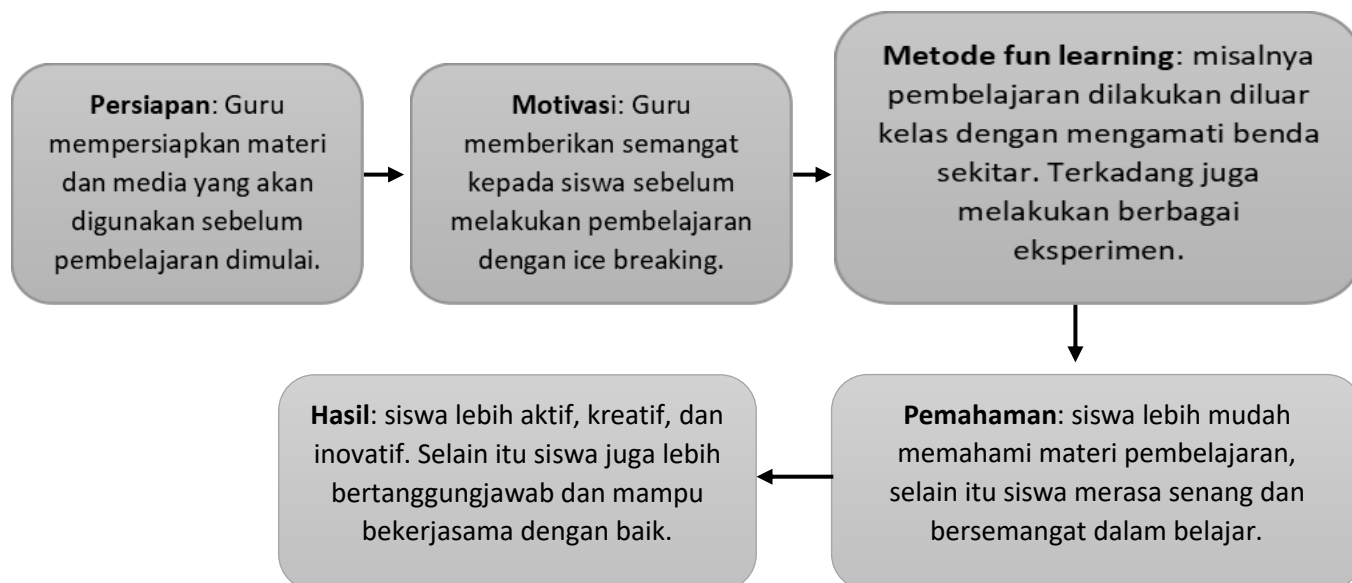 Persiapan: Guru
mempersiapkan materi
dan media yang akan
digunakan sebelum
pembelajaran dimulai.
Motivasi: Guru
memberikan semangat
kepada siswa sebelum
melakukan pembelajaran
dengan ice breaking.
Metode fun learning: misalnya
pembelajaran dilakukan diluar
kelas dengan mengamati benda
sekitar. Terkadang juga
melakukan berbagai
eksperimen.
Pemahaman: siswa lebih mudah
memahami materi pembelajaran,
selain itu siswa merasa senang dan
bersemangat dalam belajar.
Hasil: siswa lebih aktif, kreatif, dan
inovatif. Selain itu siswa juga lebih
bertanggungjawab dan mampu
bekerjasama dengan baik.